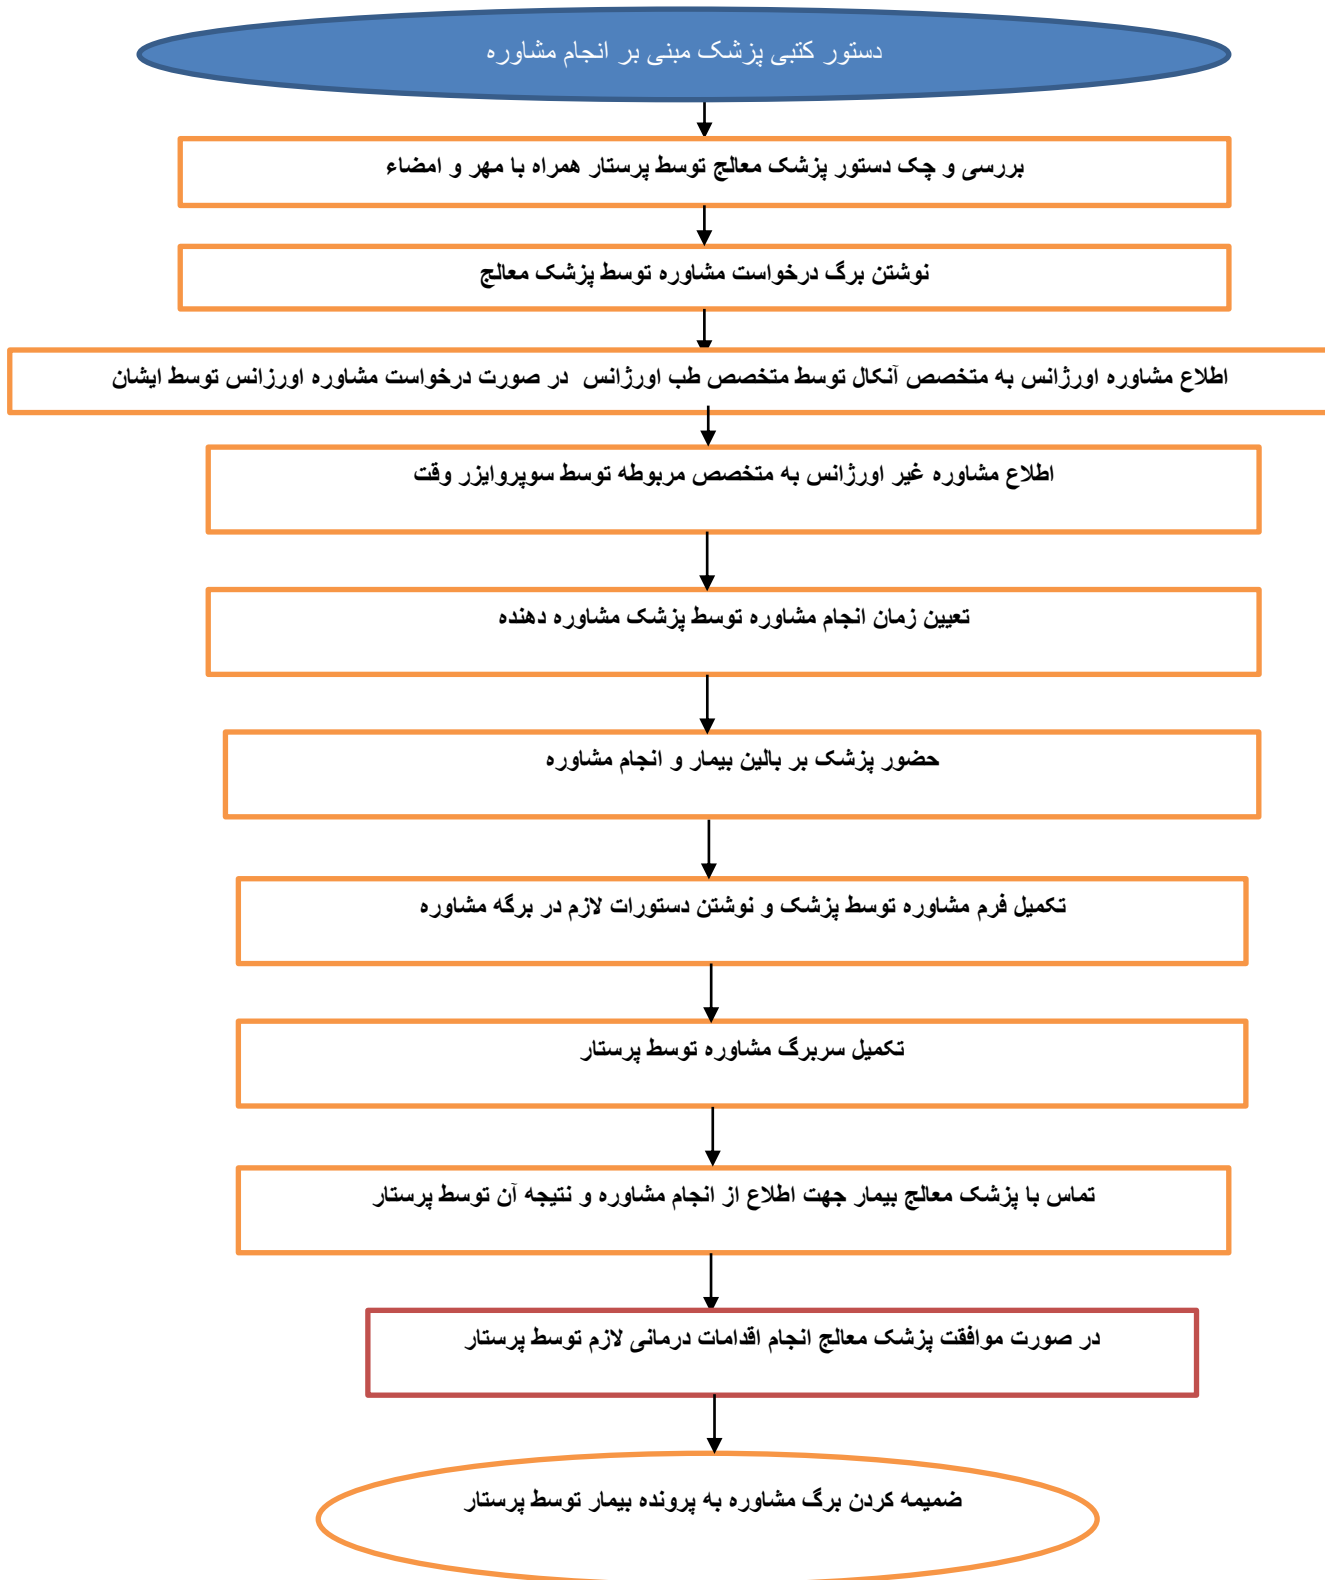 دستور کتبی پزشک مبنی بر انجام مشاوره
بررسی و چک دستور پزشک معالج توسط پرستار همراه با مهر و امضاء
نوشتن برگ درخواست مشاوره توسط پزشک معالج
اطلاع مشاوره اورژانس به متخصص آنکال توسط متخصص طب اورژانس در صورت درخواست مشاوره اورزانس توسط ایشان
اطلاع مشاوره غیر اورژانس به متخصص مربوطه توسط سوپروایزر وقت
تعیین زمان انجام مشاوره توسط پزشک مشاوره دهنده
حضور پزشک بر بالین بیمار و انجام مشاوره
تکمیل فرم مشاوره توسط پزشک و نوشتن دستورات لازم در برگه مشاوره
تکمیل سربرگ مشاوره توسط پرستار
تماس با پزشک معالج بیمار جهت اطلاع از انجام مشاوره و نتیجه آن توسط پرستار
در صورت موافقت پزشک معالج انجام اقدامات درمانی لازم توسط پرستار
ضمیمه کردن برگ مشاوره به پرونده بیمار توسط پرستار